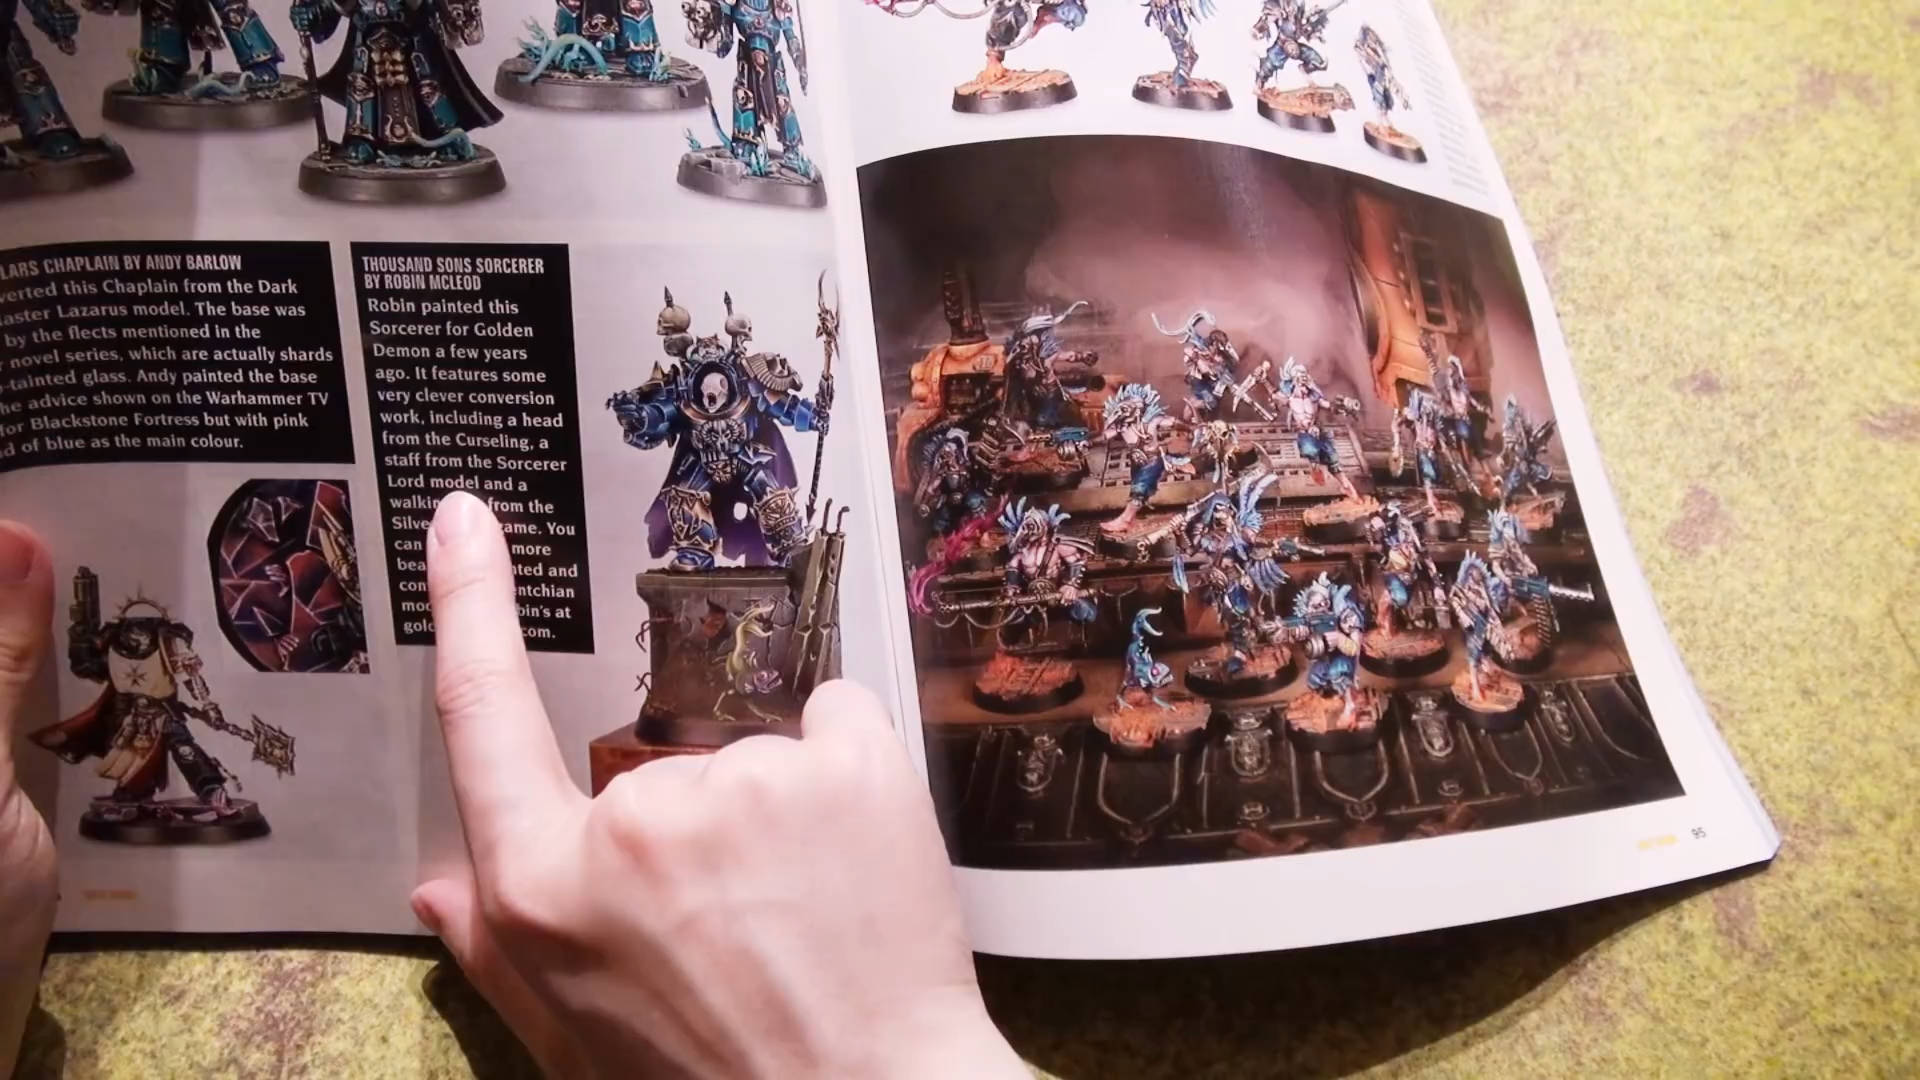 LARS CHAPLAIN BY ANDY BARLOW
verted this Chaplain from the Dark
aster Lazarus model. The base was
by the flects mentioned in the
novel series, which are actually shards
-tainted glass. Andy painted the base
he advice shown on the Warhammer TV
for Blackstone Fortress but with pink
d of blue as the main colour.
THOUSAND SONS SORCERER
BY ROBIN MCLEOD
Robin painted this
Sorcerer for Golden
Demon a few years
ago. It features some
very clever conversion
work, including a head
from the Curseling, a
staff from the Sorcerer
Lord model and a
walkin from the
Silve ame. You
can more
bea nted and
con entchian
mod bin's at
gol com.
95